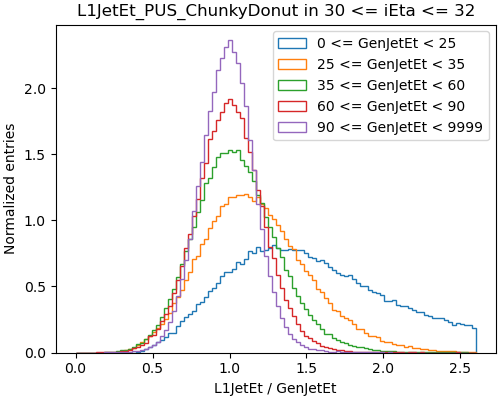 L1JetEt_PUS_ChunkyDonut in 30 <= iEta <= 32
0 <= GenJetEt < 25
25 <= GenJetEt < 35
35 <= GenJetEt < 60
60 <= GenJetEt < 90
90 <= GenJetEt < 9999
Normalized entries
2.0
1.5
1.0
0.5
0.0
0.0 0.5 1.0 1.5 2.0 2.5
L1JetEt / GenJetEt